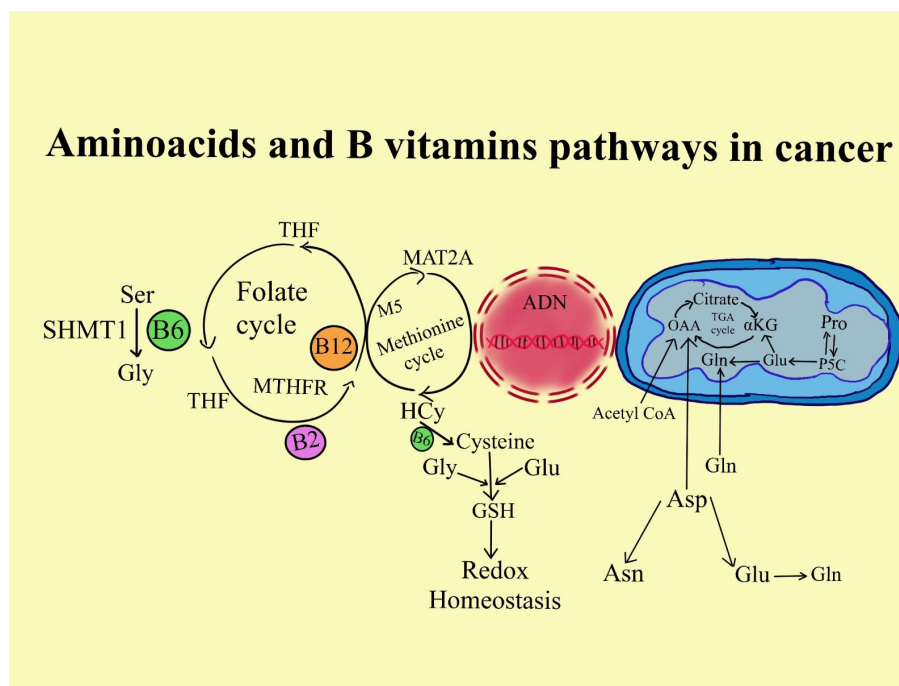 Aminoacids and B vitamins pathways in cancer
THF
Folate
cycle
Ser
SHMT1
B6
Gly
THF
MTHFR
B2
B12
M5
MAT2A
Methionine
cycle
HCy
B6
Cysteine
Gly
Glu
GSH
Redox
Homeostasis
ADN
Citrate
TGA
cycle
OAA
αKG
Pro
Gln
Glu
P5C
Acetyl CoA
Gln
Asp
Asn
Glu
Gln